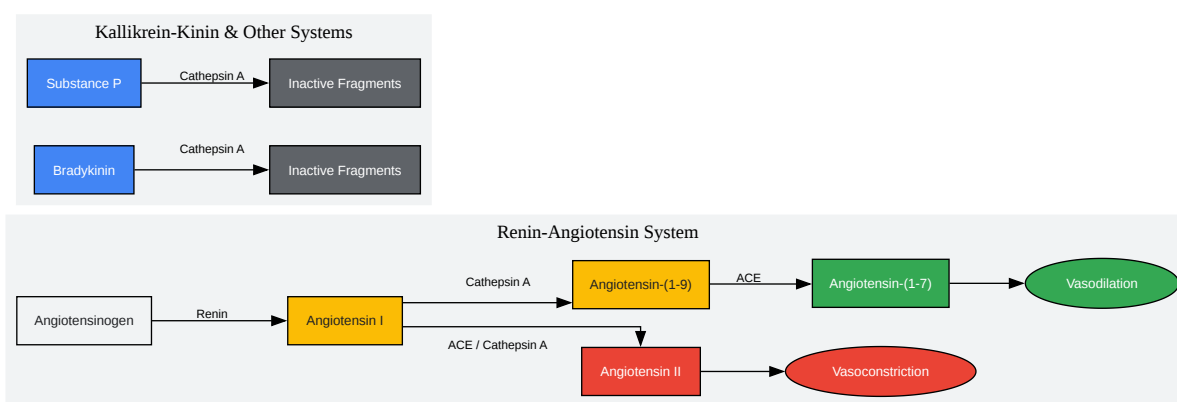 Kallikrein-Kinin & Other Systems
Substance P
Cathepsin A
Inactive Fragments
Bradykinin
Cathepsin A
Inactive Fragments
Renin-Angiotensin System
Angiotensinogen
Renin
Angiotensin I
Cathepsin A
Angiotensin-(1-9)
ACE
Angiotensin-(1-7)
Vasodilation
ACE / Cathepsin A
Angiotensin II
Vasoconstriction